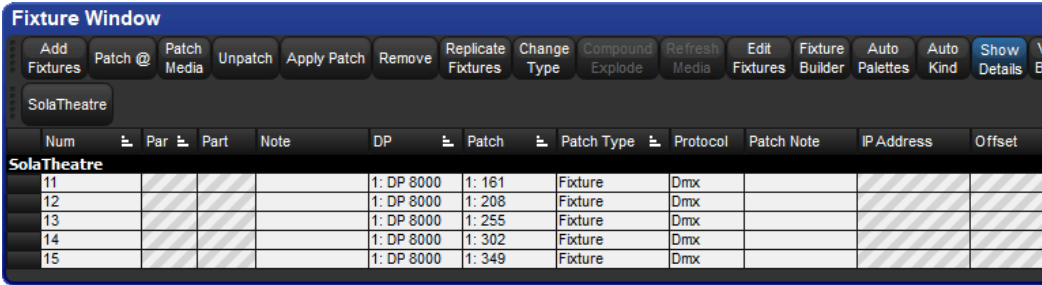 Fixture Window
Add Fixtures Patch @ Patch Media Unpatch Apply Patch Remove Replicate Fixtures Change Type Compound Explode Refresh Media Edit Fixtures Fixture Builder Auto Palettes Auto Kind Show Details
SolaTheatre
Num Par Part Note DP Patch Patch Type Protocol Patch Note IP Address Offset
SolaTheatre
11 1: DP 8000 1: 161 Fixture Dmx
12 1: DP 8000 1: 208 Fixture Dmx
13 1: DP 8000 1: 255 Fixture Dmx
14 1: DP 8000 1: 302 Fixture Dmx
15 1: DP 8000 1: 349 Fixture Dmx